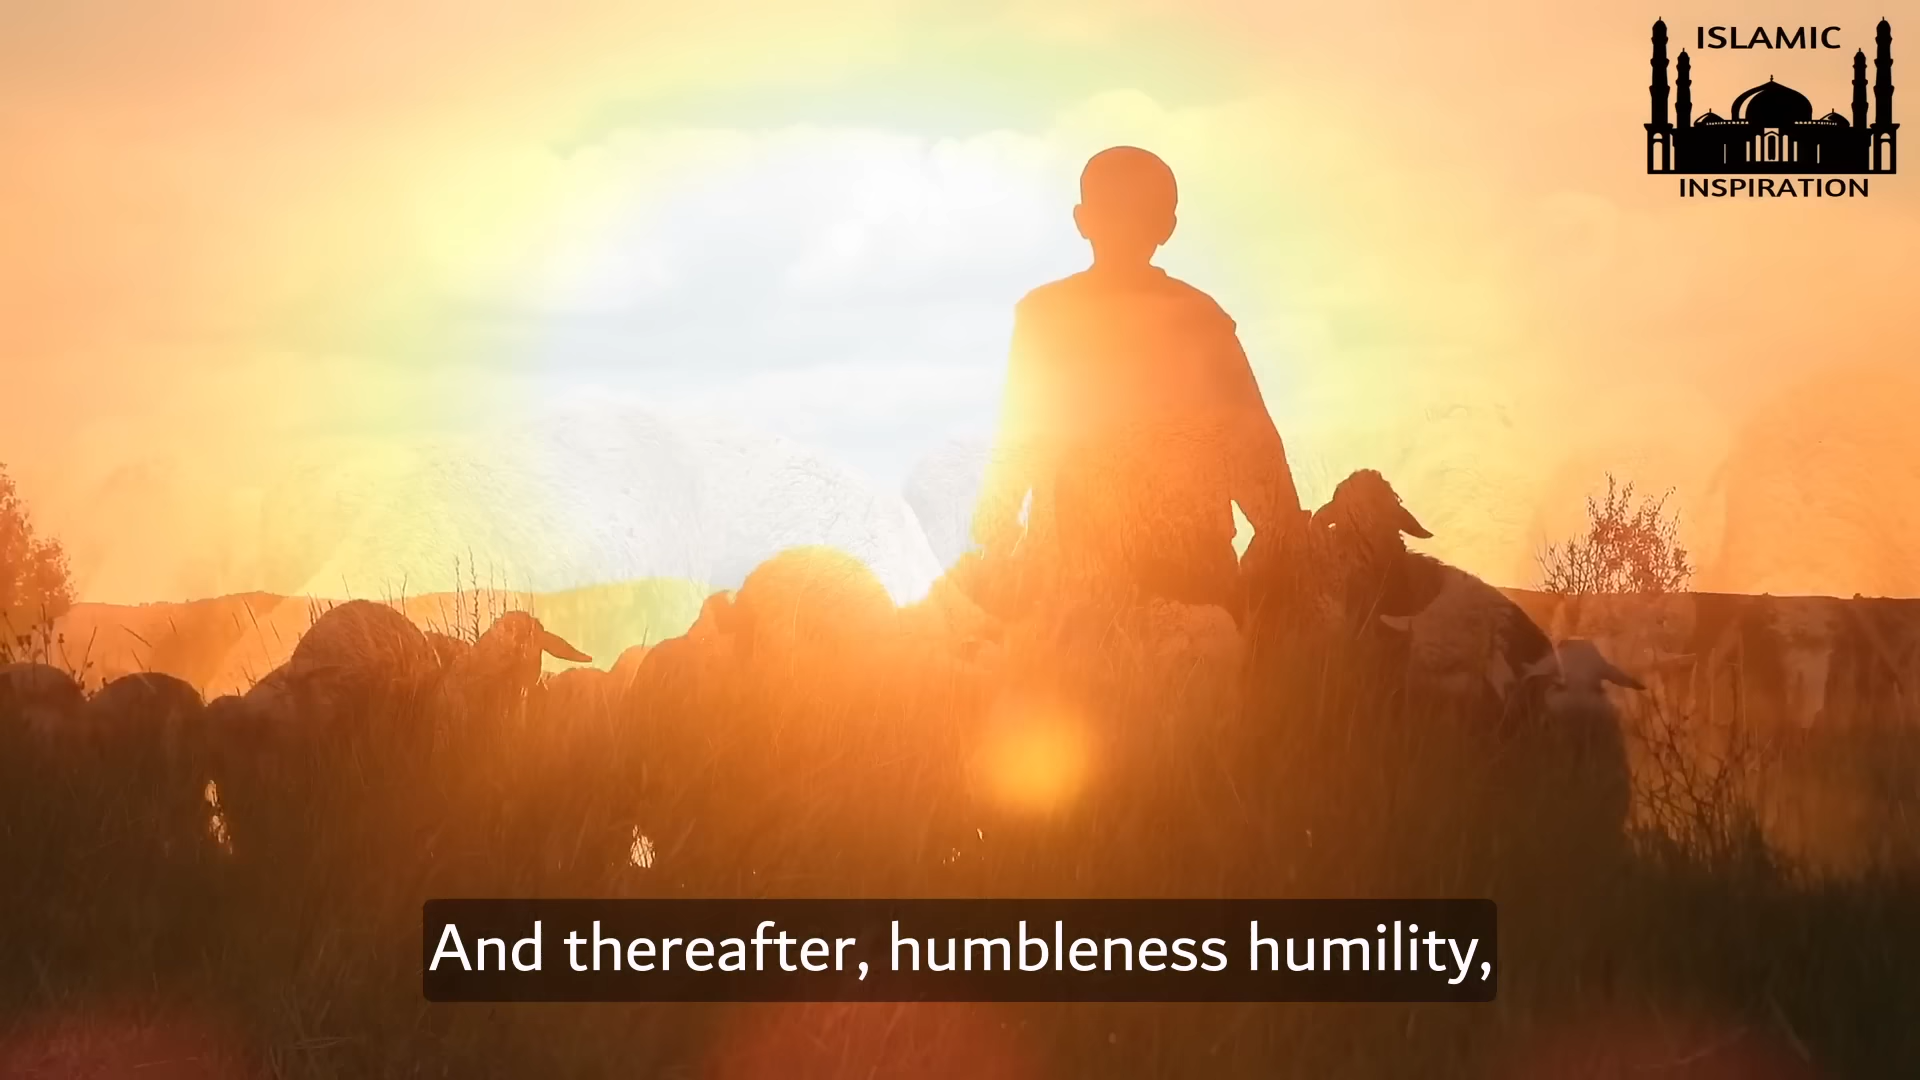 ISLAMIC
INSPIRATION
And thereafter, humbleness humility,